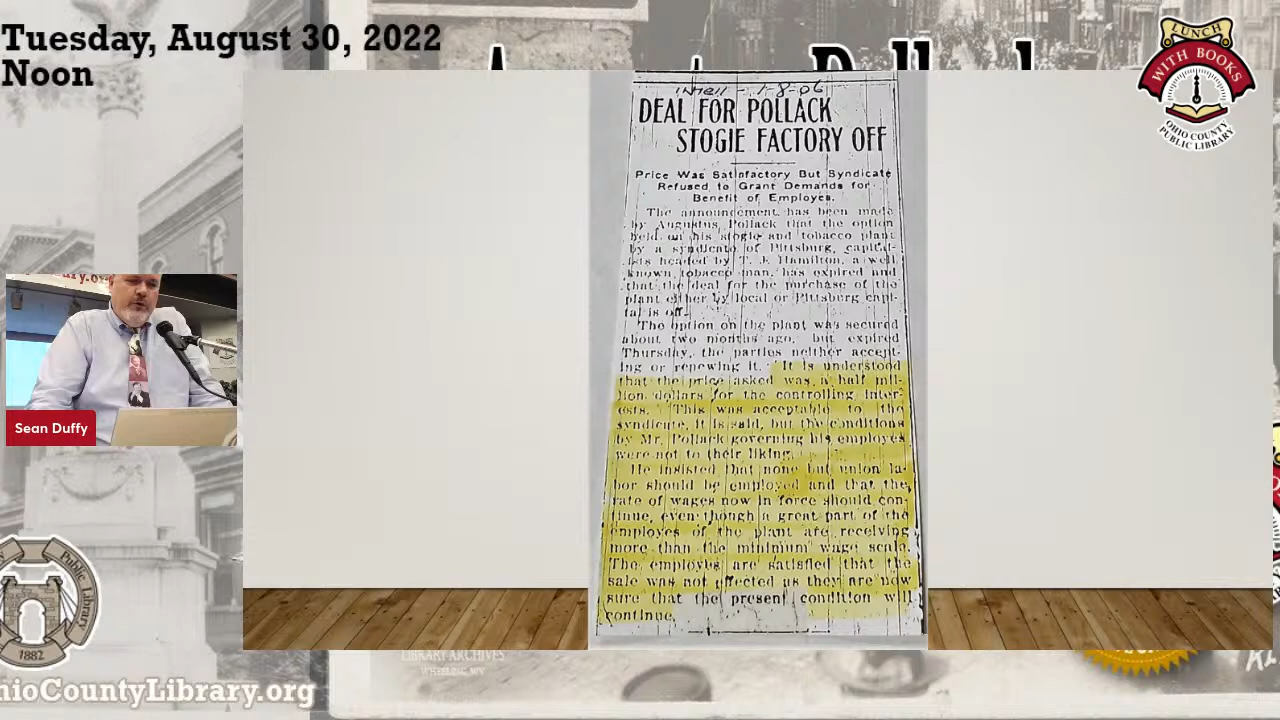 Tuesday, August 30, 2022
Noon
LUNCH
WITH BOOKS
OHIO COUNTY
PUBLIC LIBRARY
Intell - 1-8-06
DEAL FOR POLLACK
STOGIE FACTORY OFF
Price Was Satisfactory But Syndicate
Refused to Grant Demands for
Benefit of Employes.
The announcement has been made
by Augustus Pollack that the option
held on his stogie and tobacco plant
by a syndicate of Pittsburg, capital-
ists headed by T. J. Hamilton, a well
known tobacco man, has expired and
that the deal for the purchase of the
plant either by local or Pittsburg capi-
tal is off.
The option on the plant was secured
about two months ago, but expired
Thursday, the parties neither accept-
ing or renewing it. It is understood
that the price asked was a half mil-
lion dollars for the controlling inter-
ests. This was acceptable to the
syndicate, it is said, but the conditions
by Mr. Pollack governing his employes
were not to their liking.
He insisted that none but union la-
bor should be employed and that the
rate of wages now in force should con-
tinue, even though a great part of the
employes of the plant are receiving
more than the minimum wage scale.
The employes are satisfied that the
sale was not effected as they are now
sure that the present condition will
continue.
Sean Duffy
Public Library
1882
LIBRARY ARCHIVES
WHEELING, WV
hioCountyLibrary.org